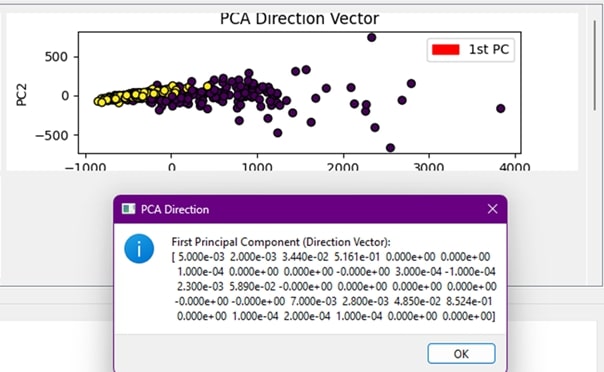 PCA Direction Vector
1st PC
500
0
−500
PC2
−1000 0 1000 2000 3000 4000
PCA Direction
First Principal Component (Direction Vector):
[ 5.000e-03 2.000e-03 3.440e-02 5.161e-01 0.000e+00 0.000e+00
1.000e-04 0.000e+00 0.000e+00 -0.000e+00 3.000e-04 -1.000e-04
2.300e-03 5.890e-02 -0.000e+00 0.000e+00 0.000e+00 0.000e+00
-0.000e+00 -0.000e+00 7.000e-03 2.800e-03 4.850e-02 8.524e-01
0.000e+00 1.000e-04 2.000e-04 1.000e-04 0.000e+00 0.000e+00]
OK